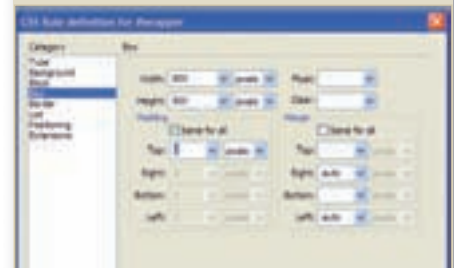 CSS Rule definition for #wrapper
Category
Box
Type
Background
Block
Box
Border
List
Positioning
Extensions
Width: 800 pixels Float:
Height: 800 pixels Clear:
Padding Margin
Same for all Same for all
Top: pixels Top:
Right: Right: auto
Bottom: Bottom:
Left: Left: auto